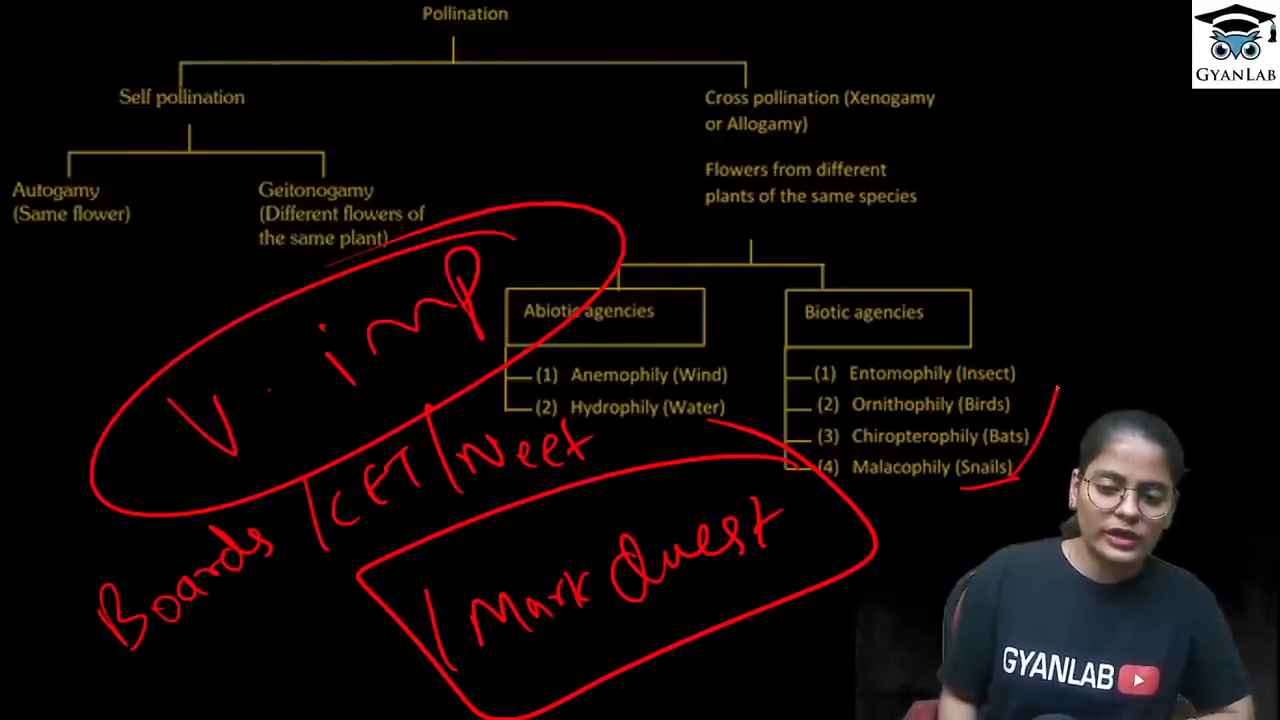 Pollination
GYANLAB
Self pollination
Cross pollination (Xenogamy
or Allogamy)
Flowers from different
plants of the same species
Autogamy
(Same flower)
Geitonogamy
(Different flowers of
the same plant)
V. imp
Abiotic agencies
(1) Anemophily (Wind)
(2) Hydrophily (Water)
Biotic agencies
(1) Entomophily (Insect)
(2) Ornithophily (Birds)
(3) Chiropterophily (Bats)
(4) Malacophily (Snails)
Boards / CET / Neet
1 Mark Quest
GYANLAB